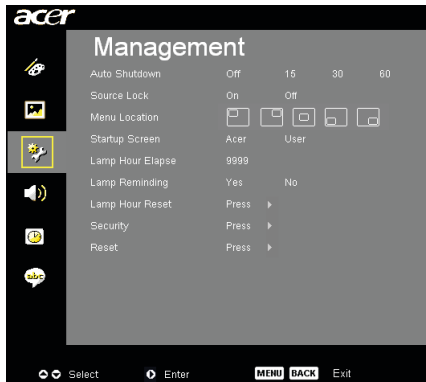 acer
Management
Auto Shutdown Off 15 30 60
Source Lock On Off
Menu Location
Startup Screen Acer User
Lamp Hour Elapse 9999
Lamp Reminding Yes No
Lamp Hour Reset Press
Security Press
Reset Press
abc
Select Enter MENU BACK Exit